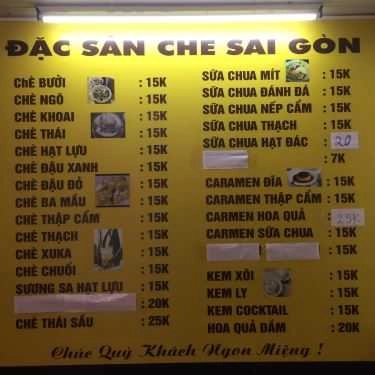 ĐẶC SẢN CHÈ SÀI GÒN
ChÈ BƯỞI : 15K
CHÈ NGÔ : 15K
CHÈ KHOAI : 15K
CHÈ THÁI : 15K
CHÈ HẠT LỰU : 15K
CHÈ ĐẬU XANH : 15K
CHÈ ĐẬU ĐỎ : 15K
CHÈ BA MẦU : 15K
CHÈ THẬP CẨM : 15K
CHÈ THẠCH : 15K
CHÈ XUKA : 15K
CHÈ CHUỐI : 15K
SƯƠNG SA HẠT LỰU : 15K
: 20K
CHÈ THÁI SẦU : 25K
SỮA CHUA MÍT : 15K
SỮA CHUA ĐÁNH ĐÁ : 15K
SỮA CHUA NẾP CẨM : 15K
SỮA CHUA THẠCH : 15K
SỮA CHUA HẠT ĐÁC : 20
: 7K
CARAMEN ĐĨA : 15K
CARAMEN THẬP CẨM : 15K
CARMEN HOA QUẢ : 25K
CARMEN SỮA CHUA : 15K
: 15K
KEM XÔI : 15K
KEM LY : 15K
KEM COCKTAIL : 15K
HOA QUẢ DẦM : 20K
Chúc Quý Khách Ngon Miệng !